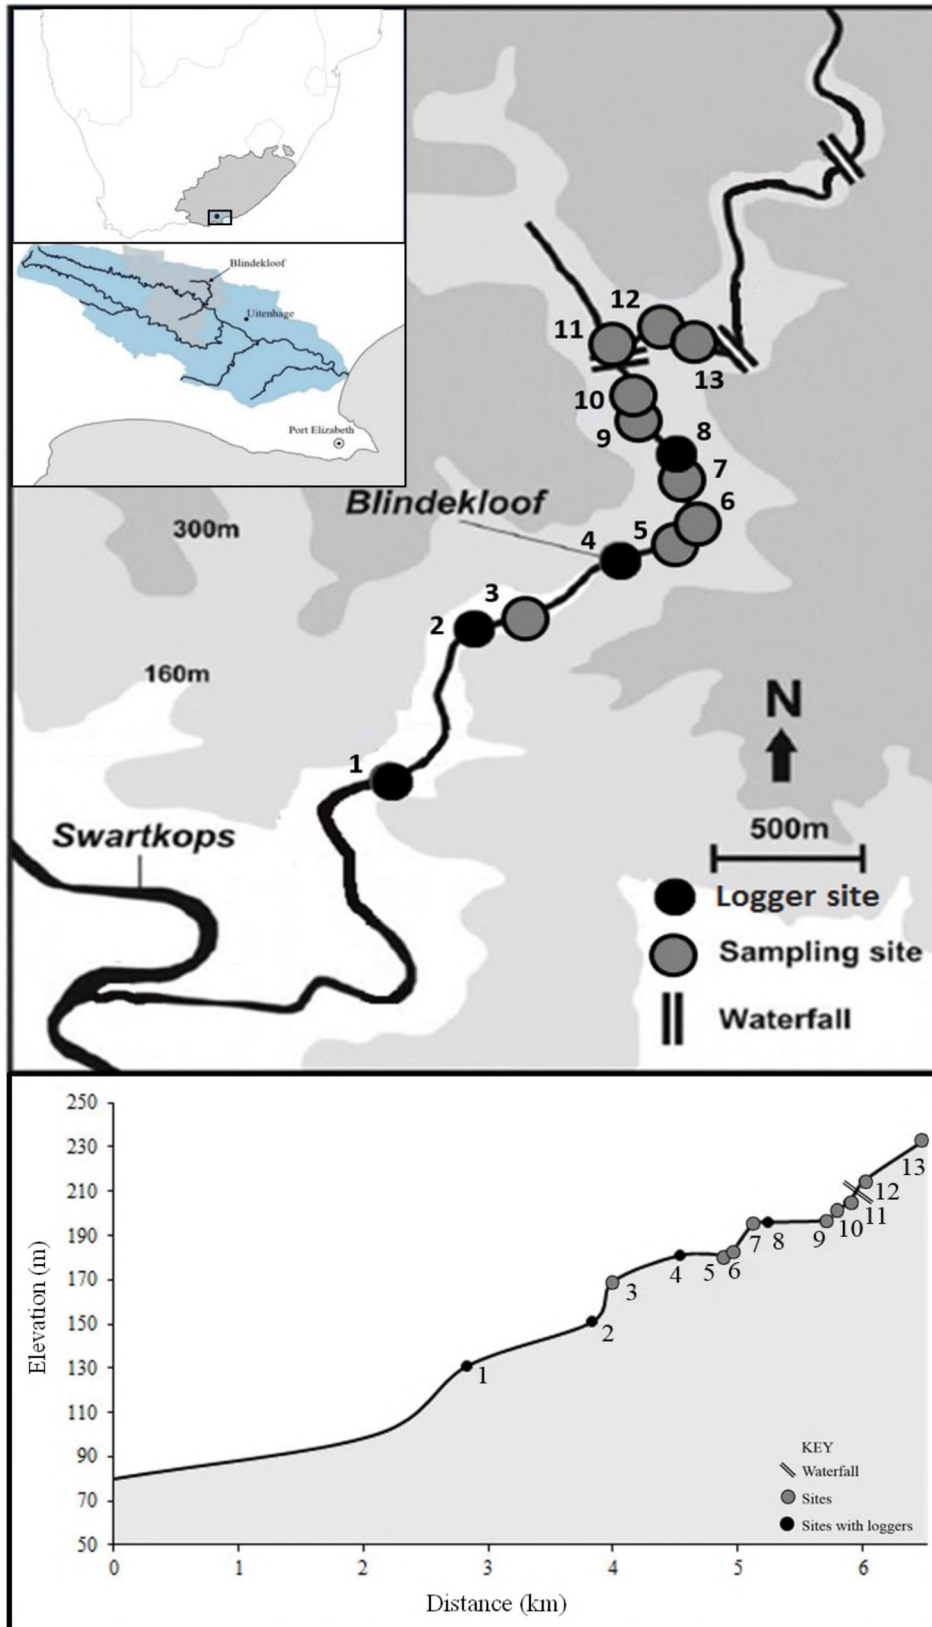 Blindekloof
Uitenhage
Port Elizabeth
12
11
13
10
9
8
7
Blindekloof
6
5
4
300m
3
2
160m
N
1
500m
Swartkops
Logger site
Sampling site
Waterfall
250
230
210
190
170
150
130
110
90
70
50
Elevation (m)
13
12
11
10
9
8
7
6
5
4
3
2
1
KEY
Waterfall
Sites
Sites with loggers
0 1 2 3 4 5 6
Distance (km)